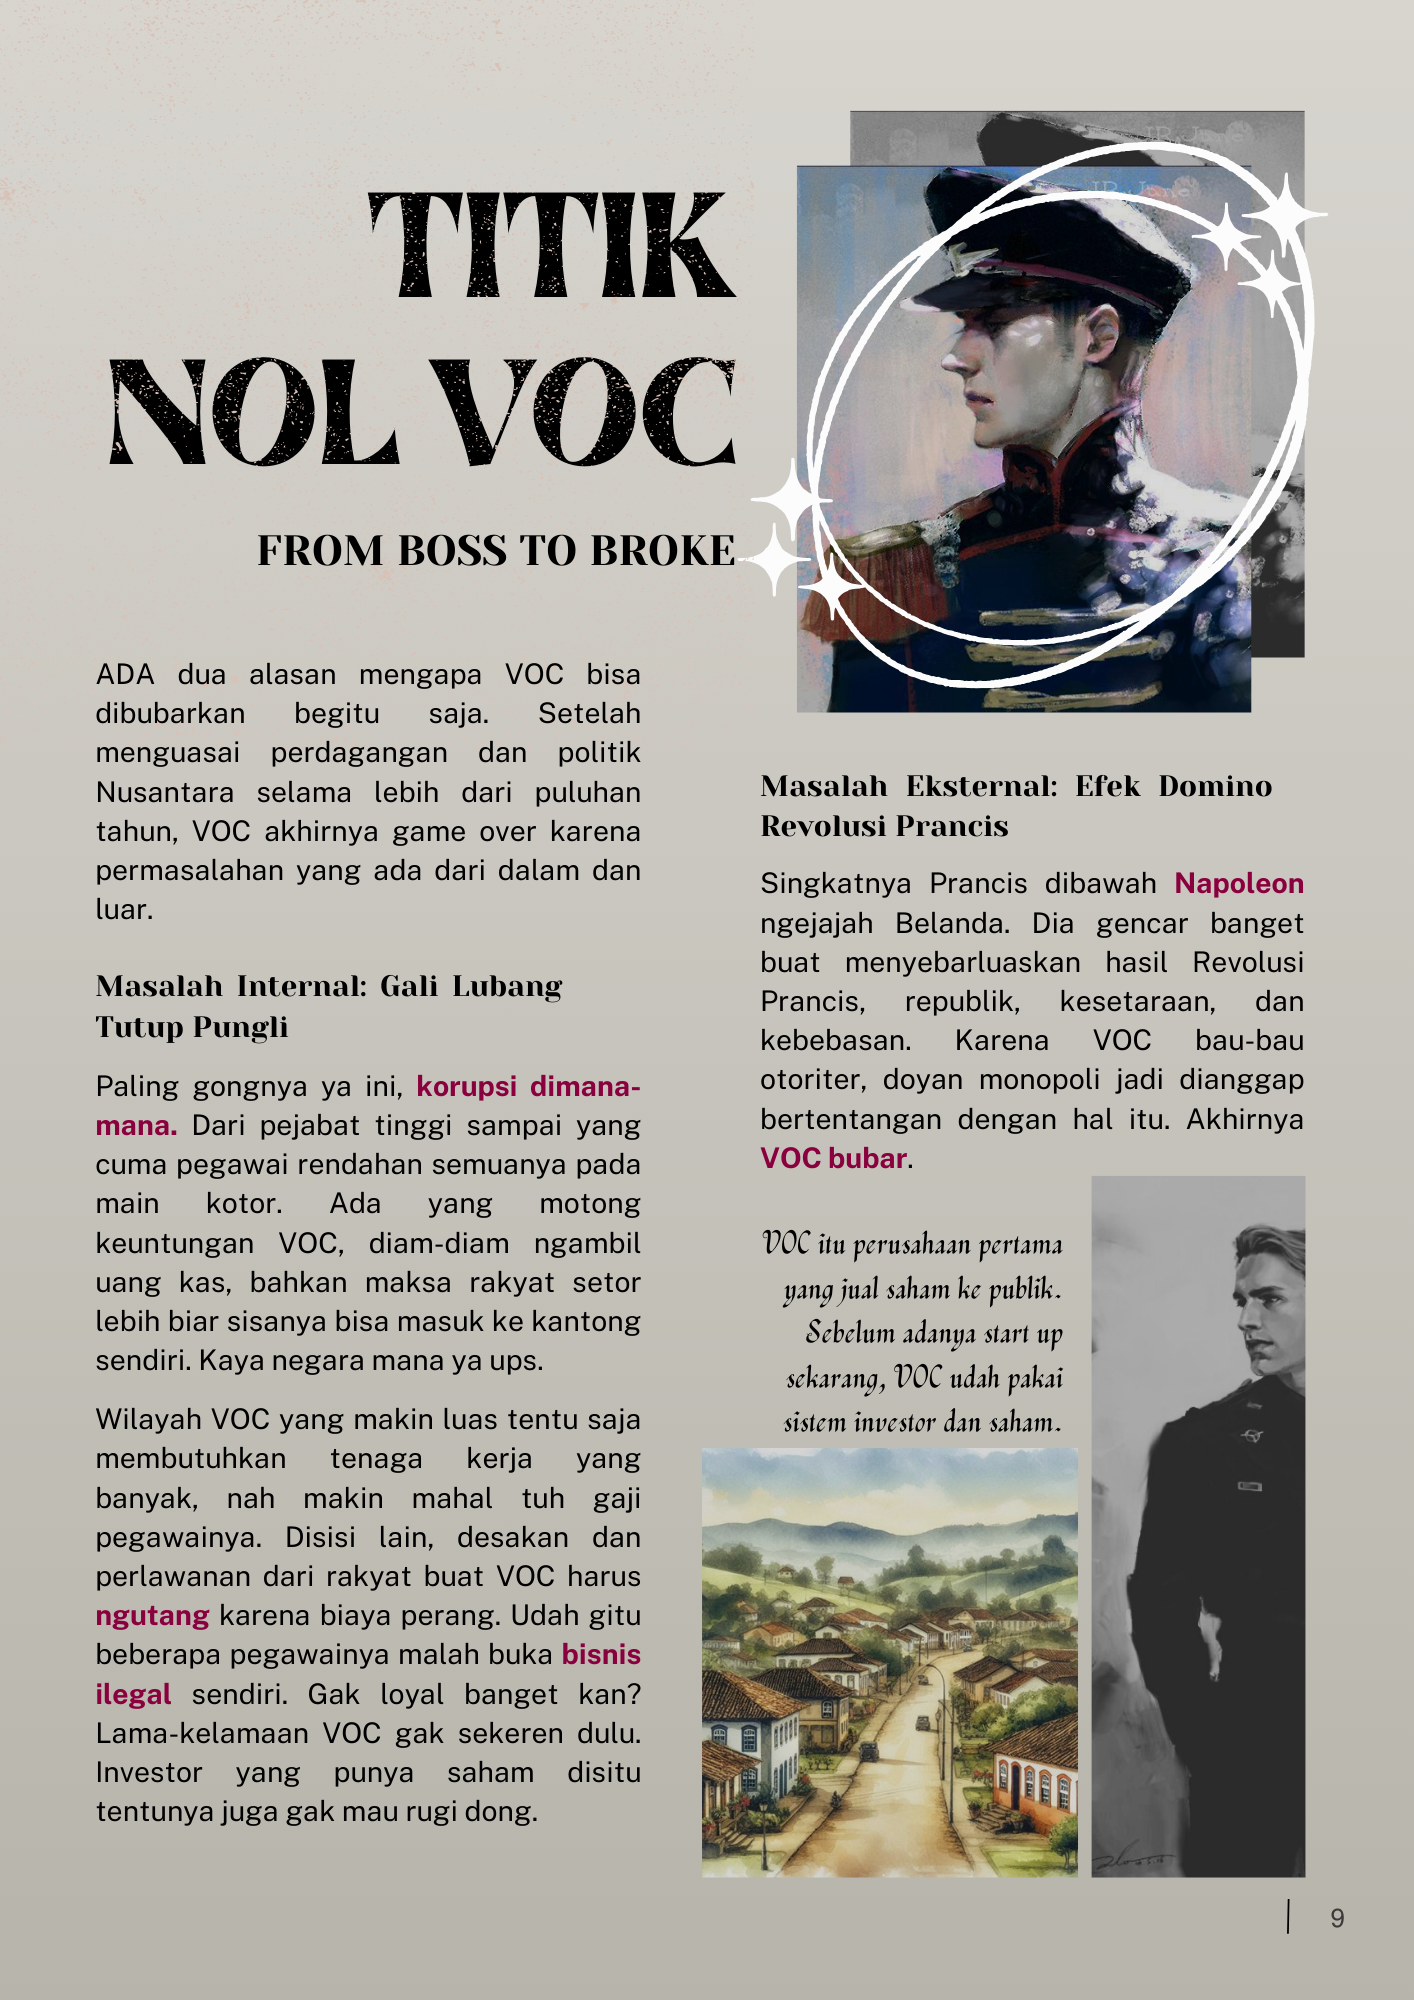 TITIK
NOL VOC
FROM BOSS TO BROKE
ADA dua alasan mengapa VOC bisa
dibubarkan begitu saja. Setelah
menguasai perdagangan dan politik
Nusantara selama lebih dari puluhan
tahun, VOC akhirnya game over karena
permasalahan yang ada dari dalam dan
luar.
Masalah Internal: Gali Lubang
Tutup Pungli
Paling gongnya ya ini, korupsi dimana-
mana. Dari pejabat tinggi sampai yang
cuma pegawai rendahan semuanya pada
main kotor. Ada yang motong
keuntungan VOC, diam-diam ngambil
uang kas, bahkan maksa rakyat setor
lebih biar sisanya bisa masuk ke kantong
sendiri. Kaya negara mana ya ups.
Wilayah VOC yang makin luas tentu saja
membutuhkan tenaga kerja yang
banyak, nah makin mahal tuh gaji
pegawainya. Disisi lain, desakan dan
perlawanan dari rakyat buat VOC harus
ngutang karena biaya perang. Udah gitu
beberapa pegawainya malah buka bisnis
ilegal sendiri. Gak loyal banget kan?
Lama-kelamaan VOC gak sekeren dulu.
Investor yang punya saham disitu
tentunya juga gak mau rugi dong.
Masalah Eksternal: Efek Domino
Revolusi Prancis
Singkatnya Prancis dibawah Napoleon
ngejajah Belanda. Dia gencar banget
buat menyebarluaskan hasil Revolusi
Prancis, republik, kesetaraan, dan
kebebasan. Karena VOC bau-bau
otoriter, doyan monopoli jadi dianggap
bertentangan dengan hal itu. Akhirnya
VOC bubar.
VOC itu perusahaan pertama
yang jual saham ke publik.
Sebelum adanya start up
sekarang, VOC udah pakai
sistem investor dan saham.
9